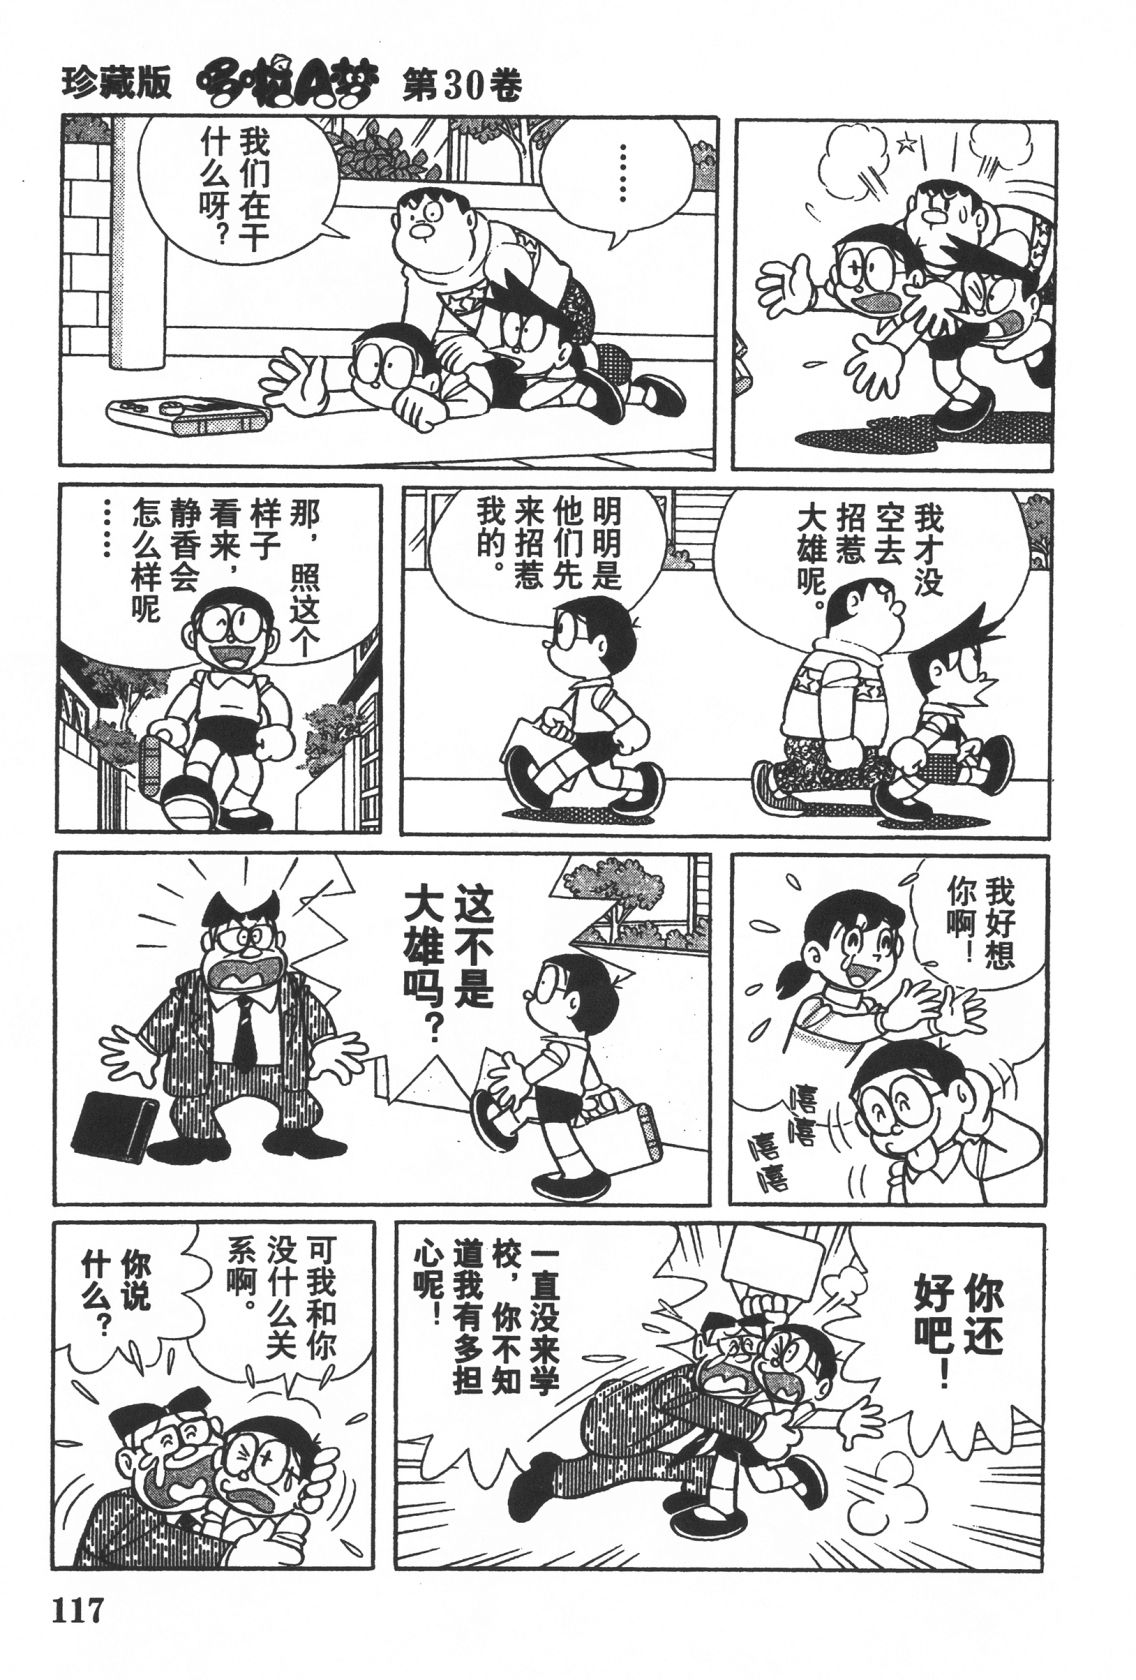 珍藏版 哆啦A梦 第30卷
……
我们在干
什么呀？
我才没
空去
招惹
大雄呢。
明明是
他们先
来招惹
我的。
那，照这个
样子
看来，
静香会
怎么样呢
……
我好想
你啊！
嘻嘻
嘻嘻
这不是
大雄吗？
你还
好吧！
一直没来学
校，你不知
道我有多担
心呢！
可我和你
没什么关
系啊。
你说
什么？
117